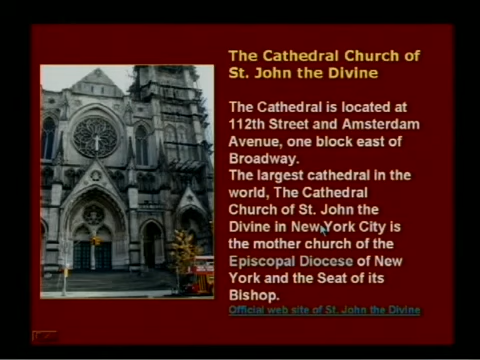 The Cathedral Church of
St. John the Divine
The Cathedral is located at
112th Street and Amsterdam
Avenue, one block east of
Broadway.
The largest cathedral in the
world, The Cathedral
Church of St. John the
Divine in New York City is
the mother church of the
Episcopal Diocese of New
York and the Seat of its
Bishop.
Official web site of St. John the Divine